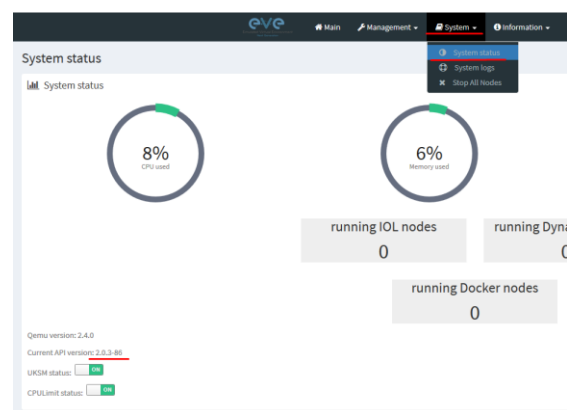 eve
Main Management System Information
System status
System logs
Stop All Nodes
System status
System status
8%
CPU used
6%
Memory used
running IOL nodes
0
running Dyna
running Docker nodes
0
Qemu version: 2.4.0
Current API version: 2.0.3-86
UKSM status: ON
CPULimit status: ON